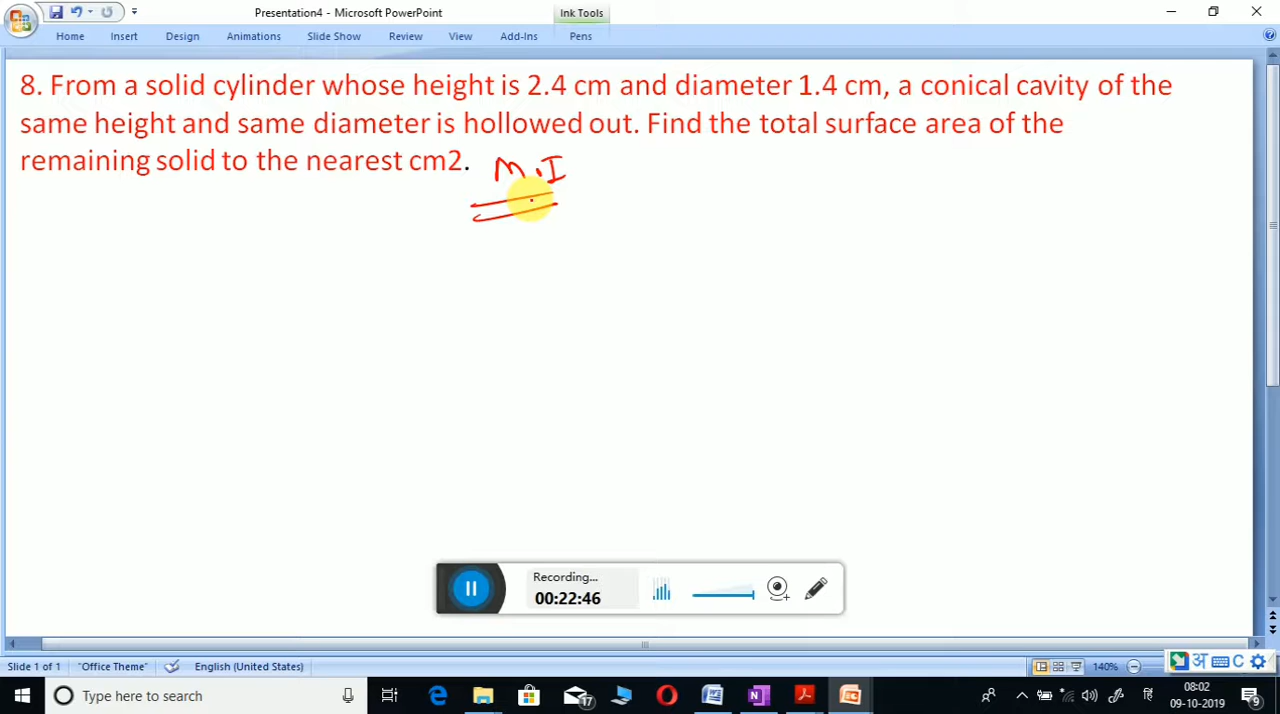 Presentation4 - Microsoft PowerPoint
Ink Tools
Home Insert Design Animations Slide Show Review View Add-Ins Pens
8. From a solid cylinder whose height is 2.4 cm and diameter 1.4 cm, a conical cavity of the
same height and same diameter is hollowed out. Find the total surface area of the
remaining solid to the nearest cm2.
M.I
Recording...
00:22:46
Slide 1 of 1 "Office Theme" English (United States) 140%
अ C
Type here to search
17
हि
08:02
09-10-2019
9